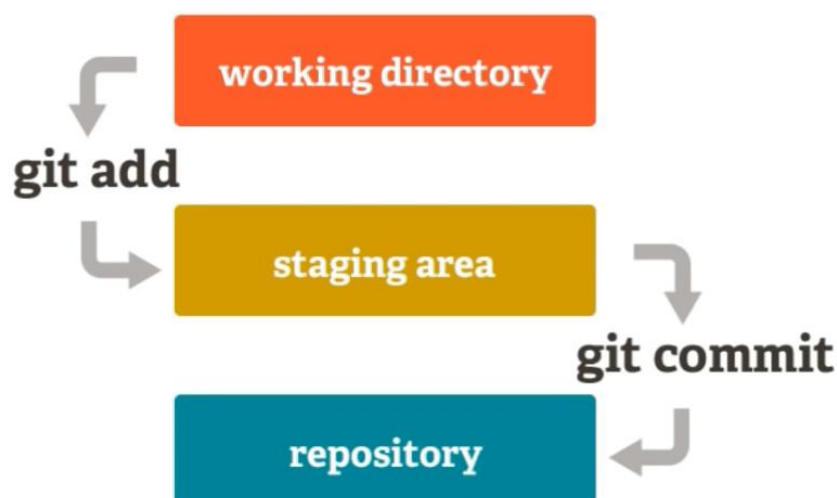 working directory
git add
staging area
git commit
repository